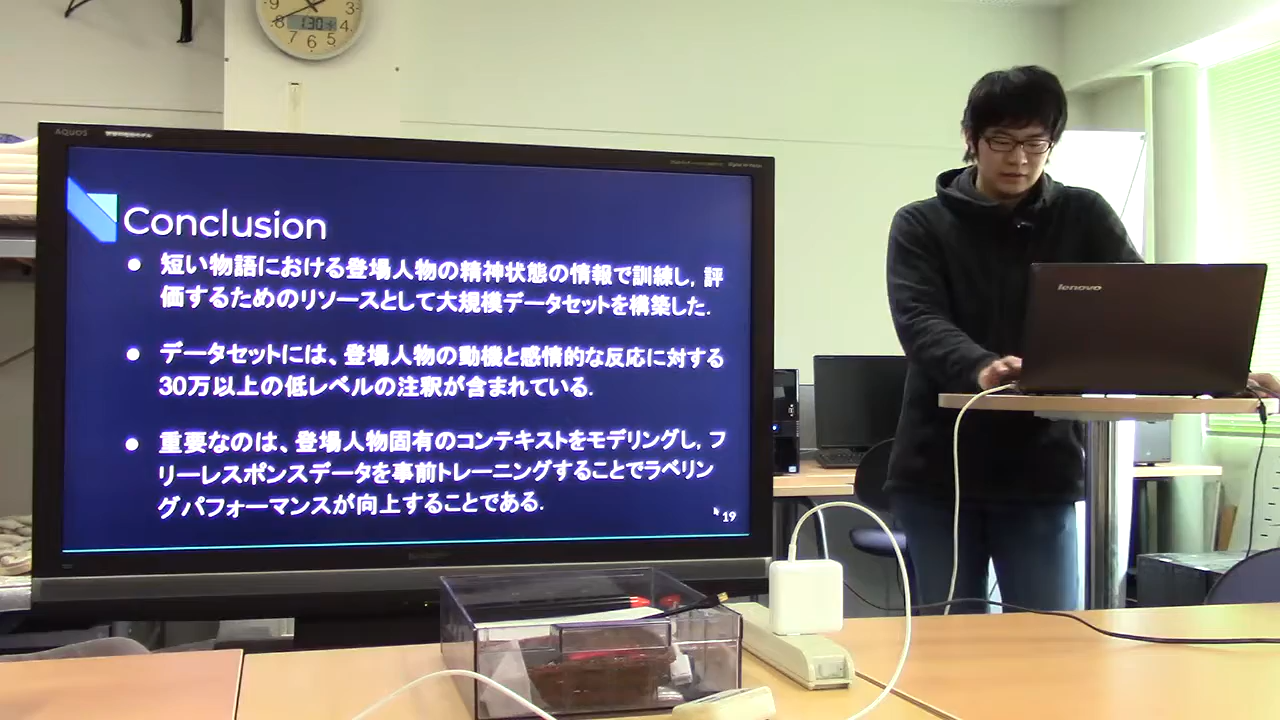 9
3
8
1:30
4
7
6
5
AQUOS
Conclusion
● 短い物語における登場人物の精神状態の情報で訓練し, 評
価するためのリソースとして大規模データセットを構築した.
● データセットには、登場人物の動機と感情的な反応に対する
30万以上の低レベルの注釈が含まれている.
● 重要なのは、登場人物固有のコンテキストをモデリングし, フ
リーレスポンスデータを事前トレーニングすることでラベリン
グパフォーマンスが向上することである.
19
lenovo